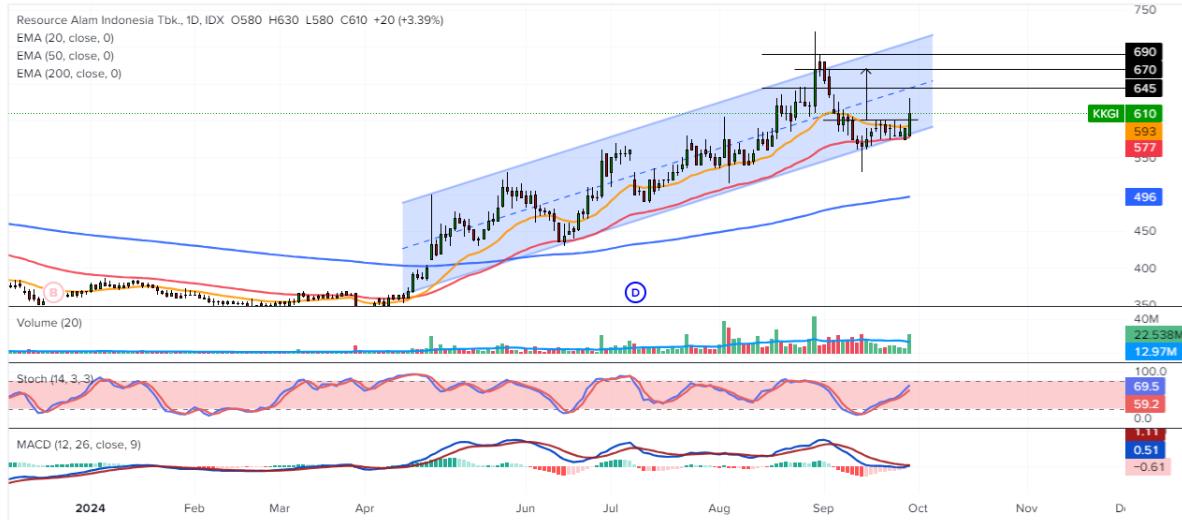 Resource Alam Indonesia Tbk., 1D, IDX O580 H630 L580 C610 +20 (+3.39%)
EMA (20, close, 0)
EMA (50, close, 0)
EMA (200, close, 0)
750
690
670
645
KKGI 610
593
577
550
496
450
400
350
B
D
Volume (20)
40M
22.538M
12.97M
Stoch (14, 3, 3)
100.0
69.5
59.2
0.0
MACD (12, 26, close, 9)
1.11
0.51
−0.61
2024 Feb Mar Apr Jun Jul Aug Sep Oct Nov